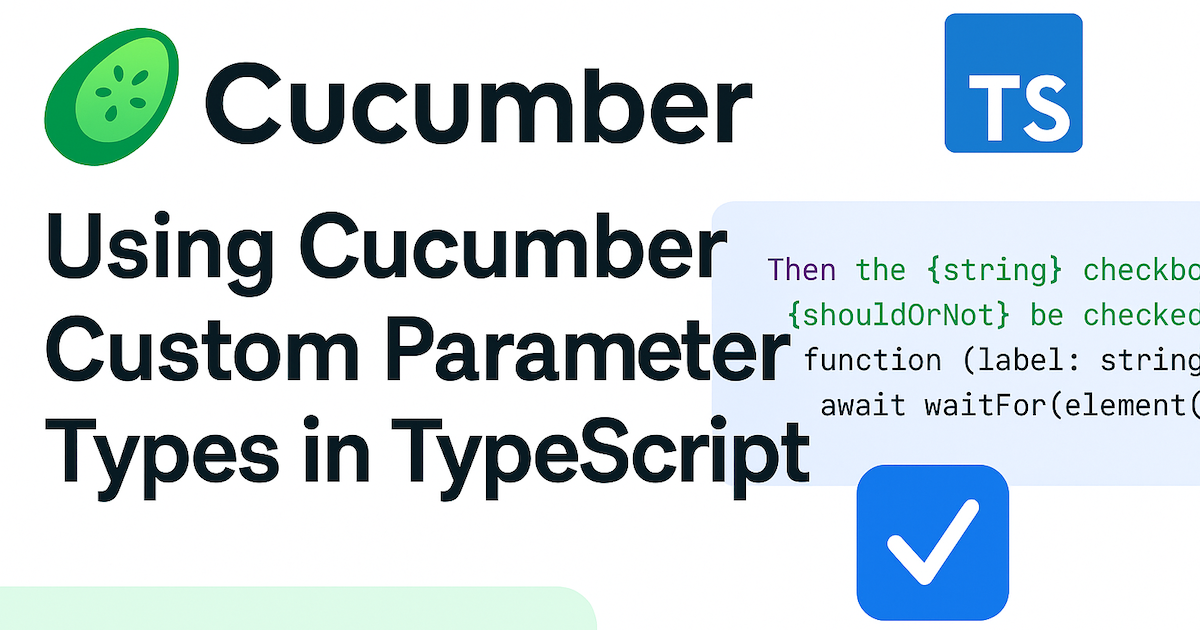 Cucumber
TS
Using Cucumber
Custom Parameter
Types in TypeScript
Then the {string} checkbo
{shouldOrNot} be checked
function (label: string
await waitFor(element(